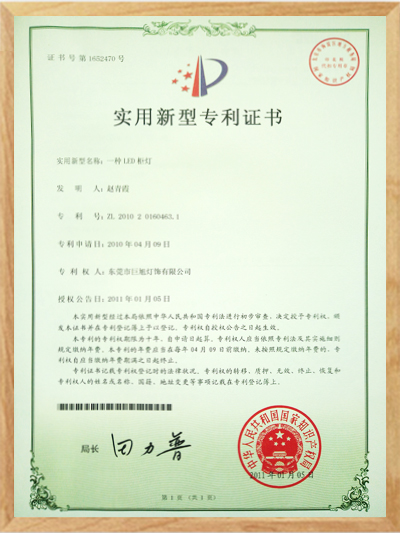 证书号第1652470号
实用新型专利证书
实用新型名称：一种LED柜灯
发 明 人：赵青霞
专 利 号：ZL 2010 2 0160463.1
专利申请日：2010年04月09日
专 利 权 人：东莞市巨旭灯饰有限公司
授权公告日：2011年01月05日
本实用新型经过本局依照中华人民共和国专利法进行初步审查，决定授予专利权，颁
发本证书并在专利登记簿上予以登记。专利权自授权公告之日起生效。
本专利的专利权期限为十年，自申请日起算。专利权人应当依照专利法及其实施细则
规定缴纳年费。本专利的年费应当在每年04月09日前缴纳。未按照规定缴纳年费的，专
利权自应当缴纳年费期满之日起终止。
专利证书记载专利权登记时的法律状况。专利权的转移、质押、无效、终止、恢复和
专利权人的姓名或名称、国籍、地址变更等事项记载在专利登记簿上。
局长 田力普
中华人民共和国国家知识产权局
2011年01月05日
第1页（共1页）